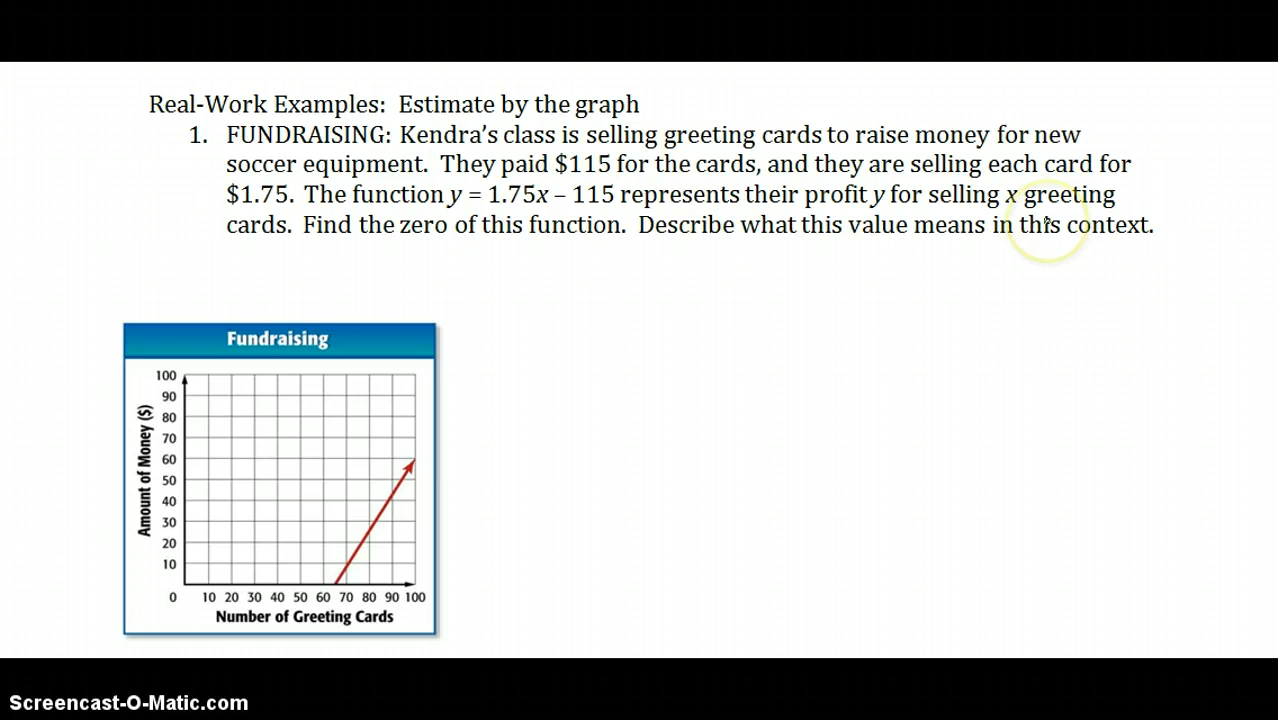 Real-Work Examples: Estimate by the graph
1. FUNDRAISING: Kendra's class is selling greeting cards to raise money for new
soccer equipment. They paid $115 for the cards, and they are selling each card for
$1.75. The function y = 1.75x – 115 represents their profit y for selling x greeting
cards. Find the zero of this function. Describe what this value means in this context.
Fundraising
Amount of Money ($)
100
90
80
70
60
50
40
30
20
10
0 10 20 30 40 50 60 70 80 90 100
Number of Greeting Cards
Screencast-O-Matic.com